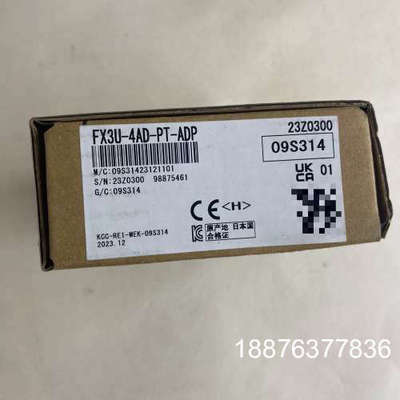 FX3U-4AD-PT-ADP
M/C:09S31423121101
S/N:23Z0300 98875461
G/C:09S314
23Z0300
09S314
UK CA 01
CE <H>
KCC-REI-MEK-09S314
2023.12
原产地 日本国
合格证
18876377836